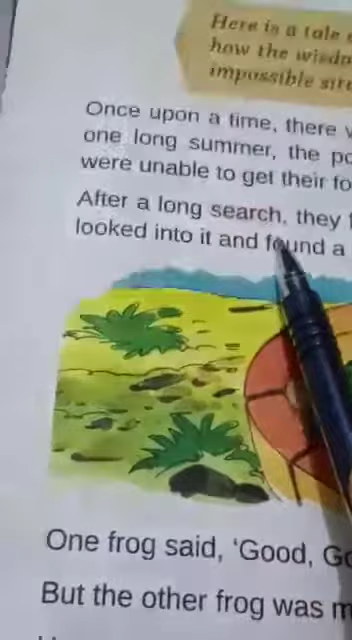 Here is a tale
how the wisdo
impossible
Once upon a time, there
one long summer, the po
were unable to get their fo
After a long search, they
looked into it and found a
One frog said, ‘Good, Go
But the other frog was m